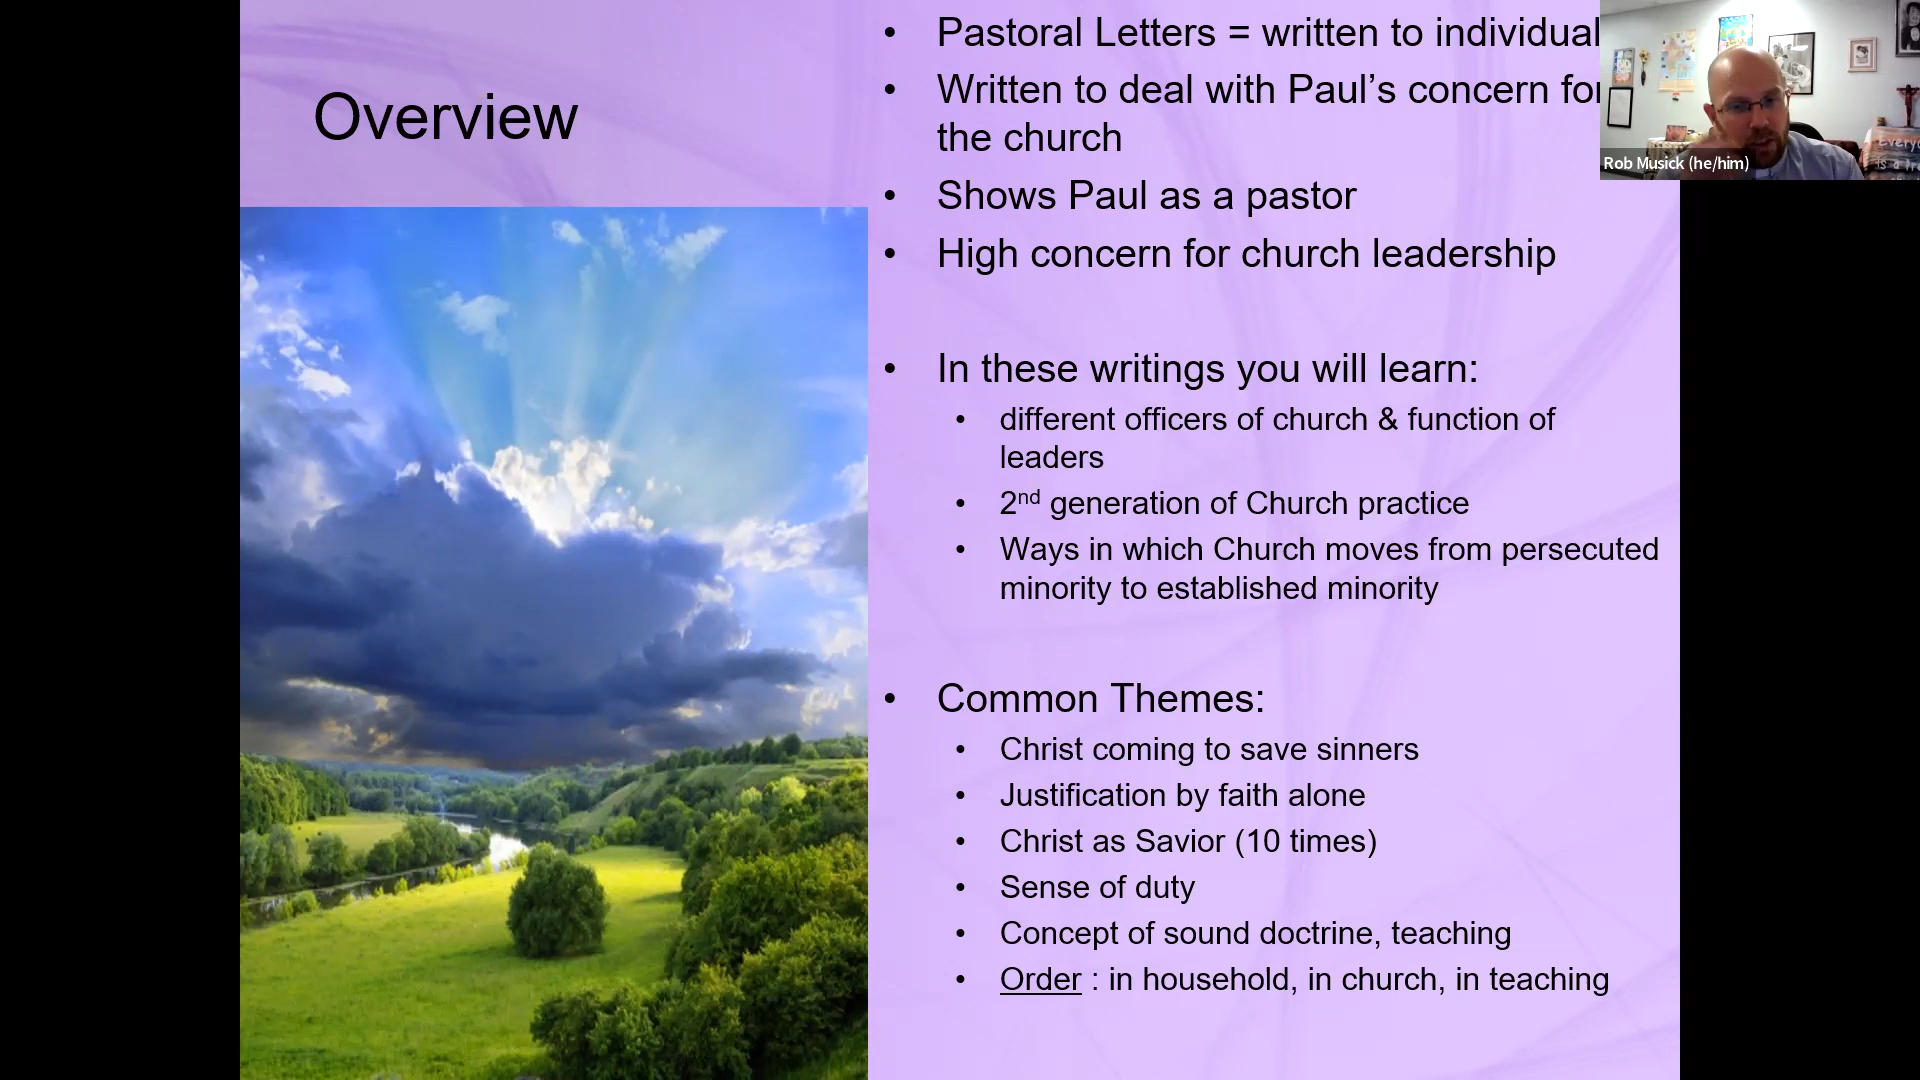 Overview
• Pastoral Letters = written to individual
• Written to deal with Paul’s concern for
the church
• Shows Paul as a pastor
• High concern for church leadership
• In these writings you will learn:
• different officers of church & function of
leaders
• 2nd generation of Church practice
• Ways in which Church moves from persecuted
minority to established minority
• Common Themes:
• Christ coming to save sinners
• Justification by faith alone
• Christ as Savior (10 times)
• Sense of duty
• Concept of sound doctrine, teaching
• Order : in household, in church, in teaching
Rob Musick (he/him)